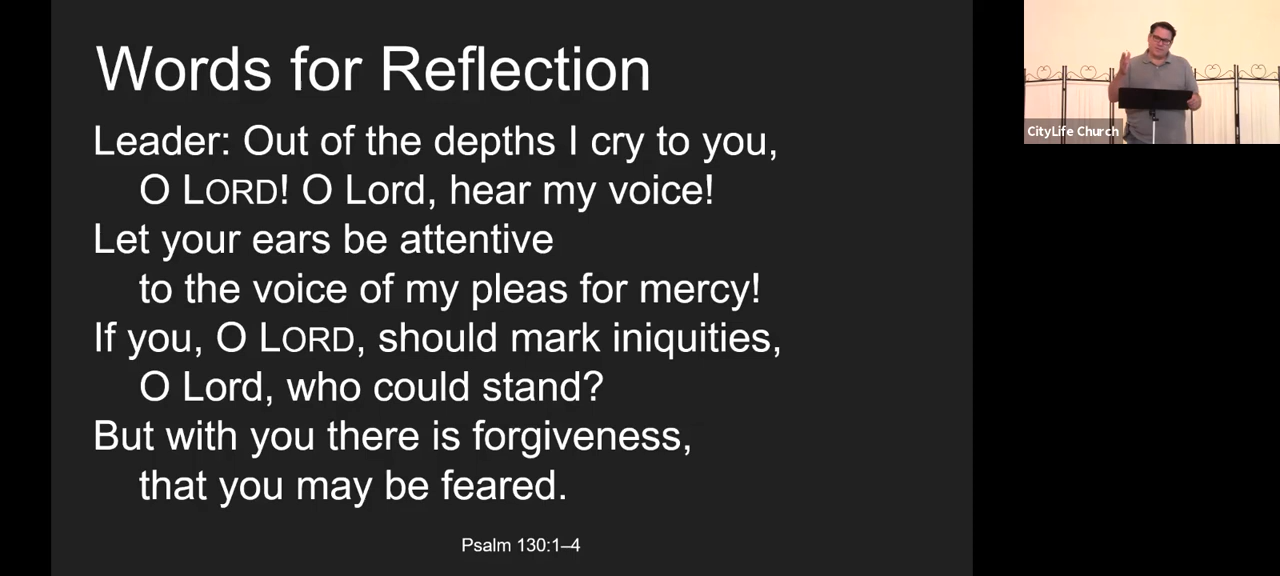 Words for Reflection
Leader: Out of the depths I cry to you,
O LORD! O Lord, hear my voice!
Let your ears be attentive
to the voice of my pleas for mercy!
If you, O LORD, should mark iniquities,
O Lord, who could stand?
But with you there is forgiveness,
that you may be feared.
Psalm 130:1–4
CityLife Church